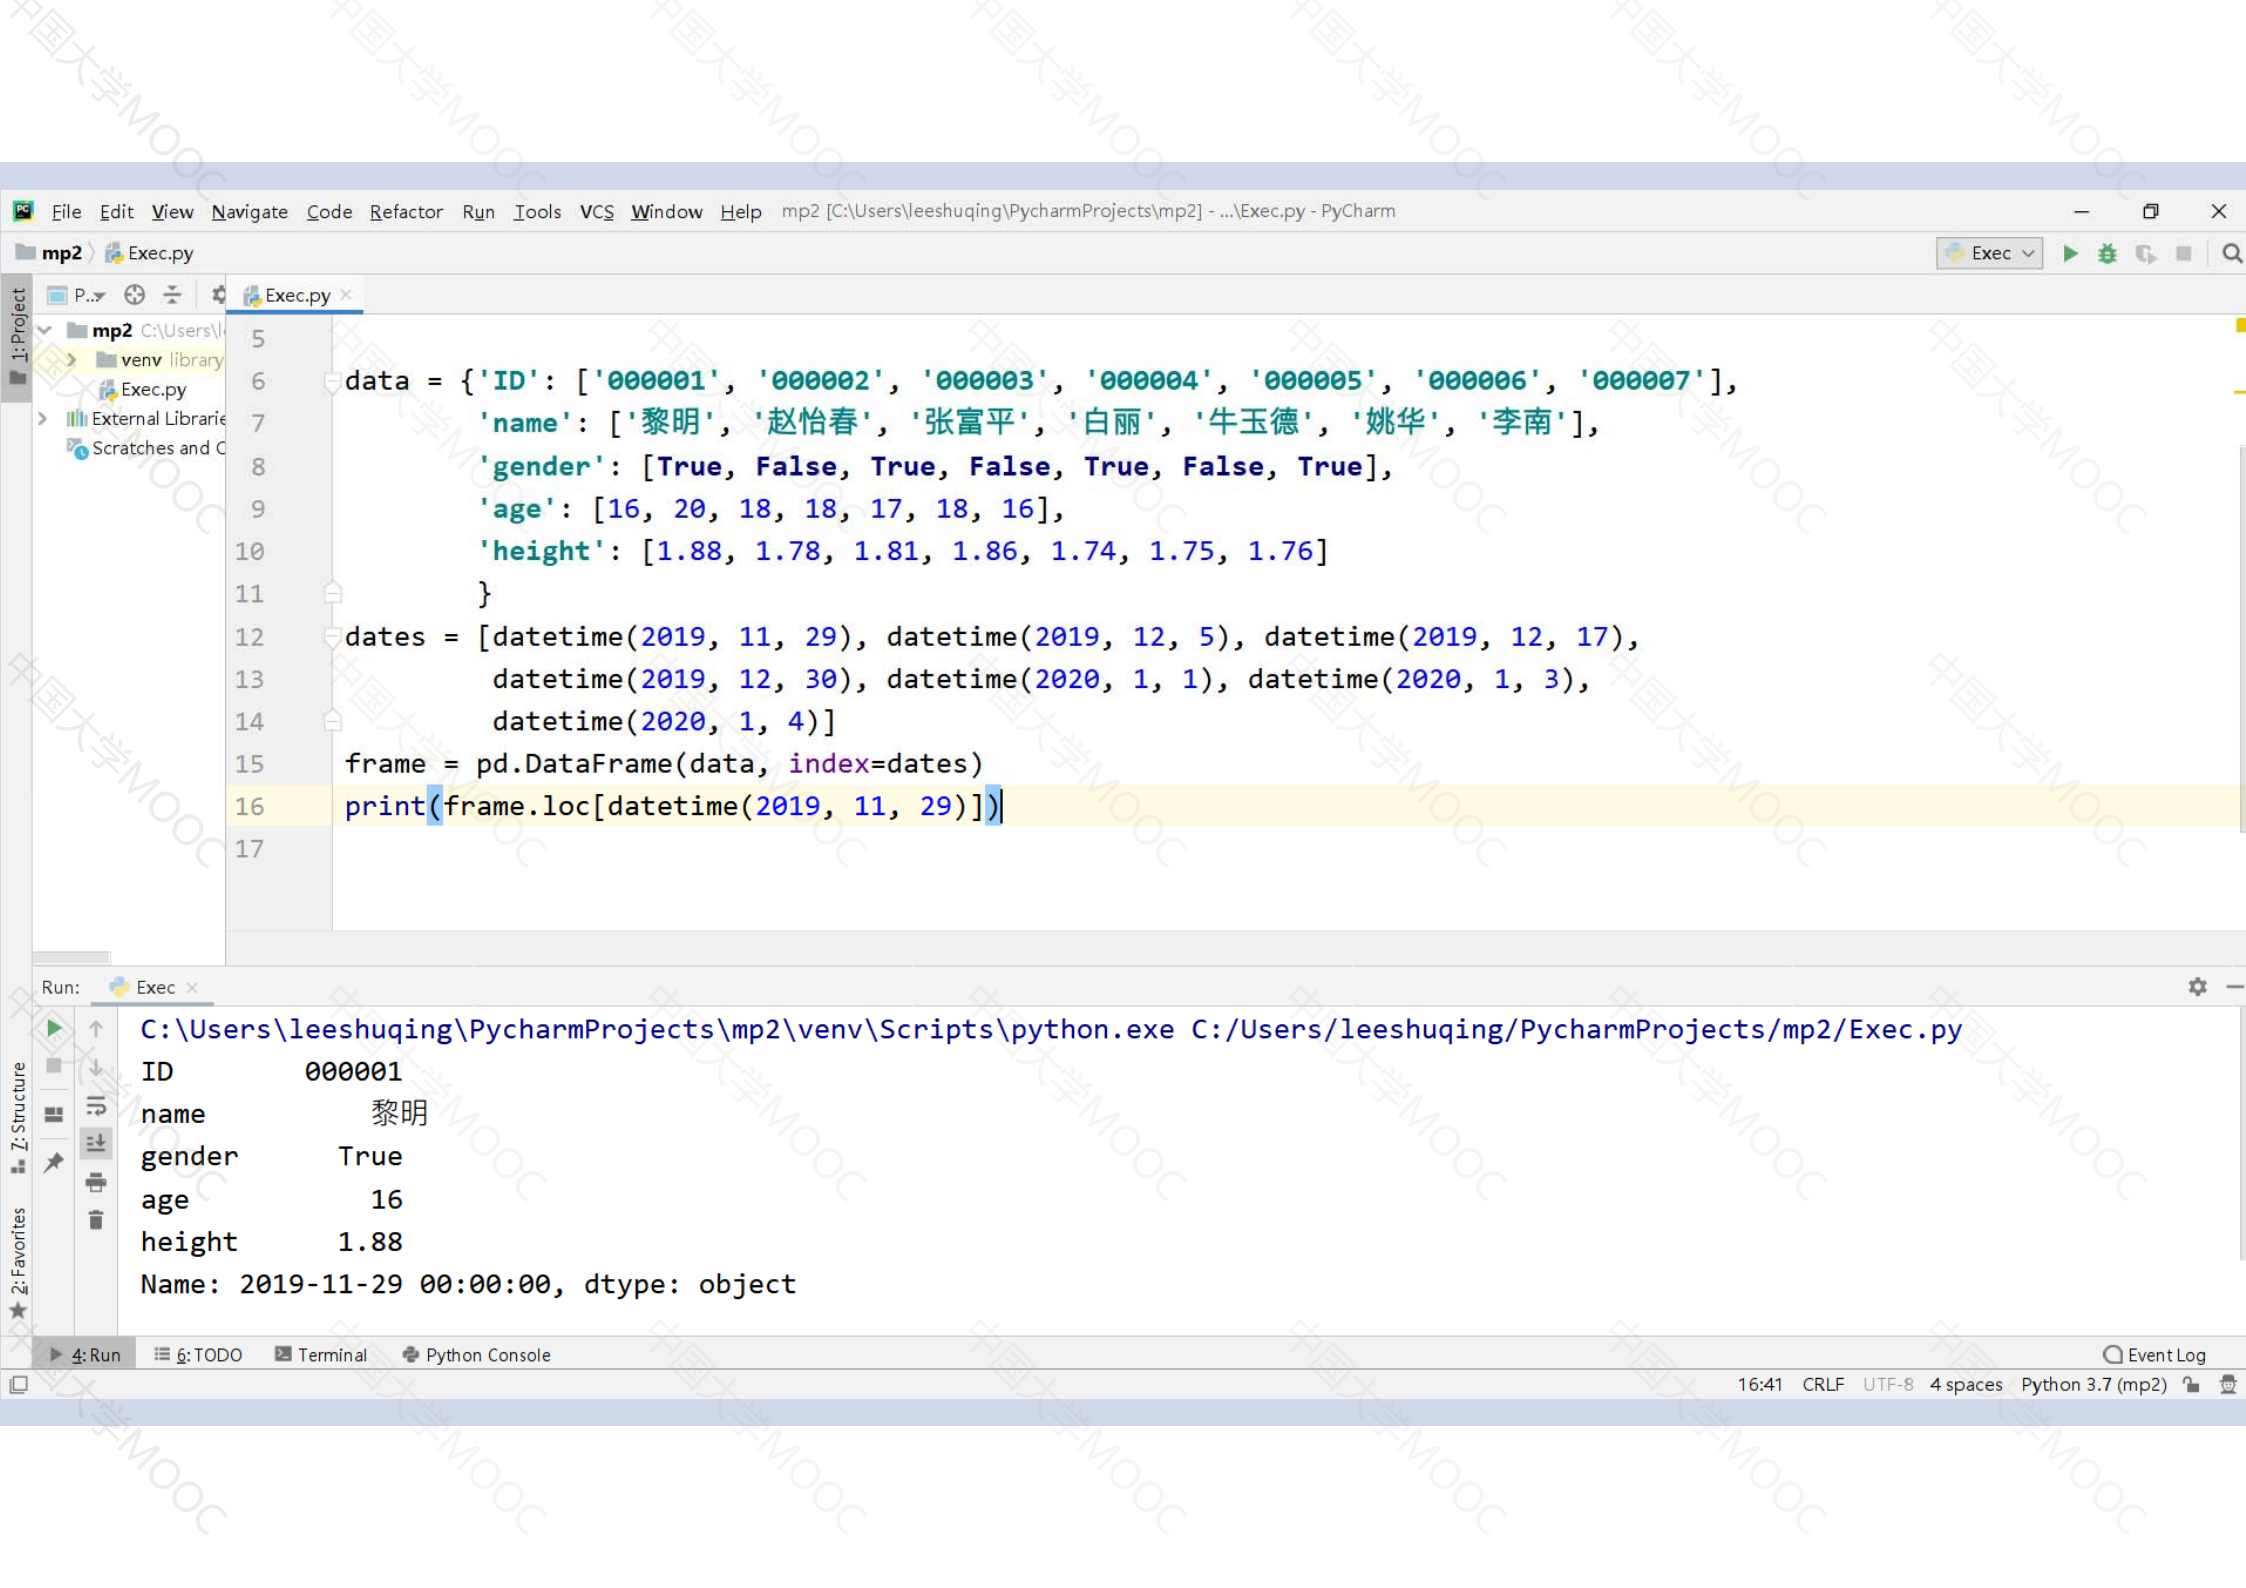 File Edit View Navigate Code Refactor Run Tools VCS Window Help mp2 [C:\Users\leeshuqing\PycharmProjects\mp2] - ...\Exec.py - PyCharm
mp2 Exec.py Exec
1: Project
P.. Exec.py
mp2 C:\Users\l
venv library
Exec.py
External Librarie
Scratches and C
5
6 data = {'ID': ['000001', '000002', '000003', '000004', '000005', '000006', '000007'],
7 'name': ['黎明', '赵怡春', '张富平', '白丽', '牛玉德', '姚华', '李南'],
8 'gender': [True, False, True, False, True, False, True],
9 'age': [16, 20, 18, 18, 17, 18, 16],
10 'height': [1.88, 1.78, 1.81, 1.86, 1.74, 1.75, 1.76]
11 }
12 dates = [datetime(2019, 11, 29), datetime(2019, 12, 5), datetime(2019, 12, 17),
13 datetime(2019, 12, 30), datetime(2020, 1, 1), datetime(2020, 1, 3),
14 datetime(2020, 1, 4)]
15 frame = pd.DataFrame(data, index=dates)
16 print(frame.loc[datetime(2019, 11, 29)])
17
Run: Exec
C:\Users\leeshuqing\PycharmProjects\mp2\venv\Scripts\python.exe C:/Users/leeshuqing/PycharmProjects/mp2/Exec.py
ID 000001
name 黎明
gender True
age 16
height 1.88
Name: 2019-11-29 00:00:00, dtype: object
Z: Structure
2: Favorites
4: Run 6: TODO Terminal Python Console Event Log
16:41 CRLF UTF-8 4 spaces Python 3.7 (mp2)
中国大学MOOC